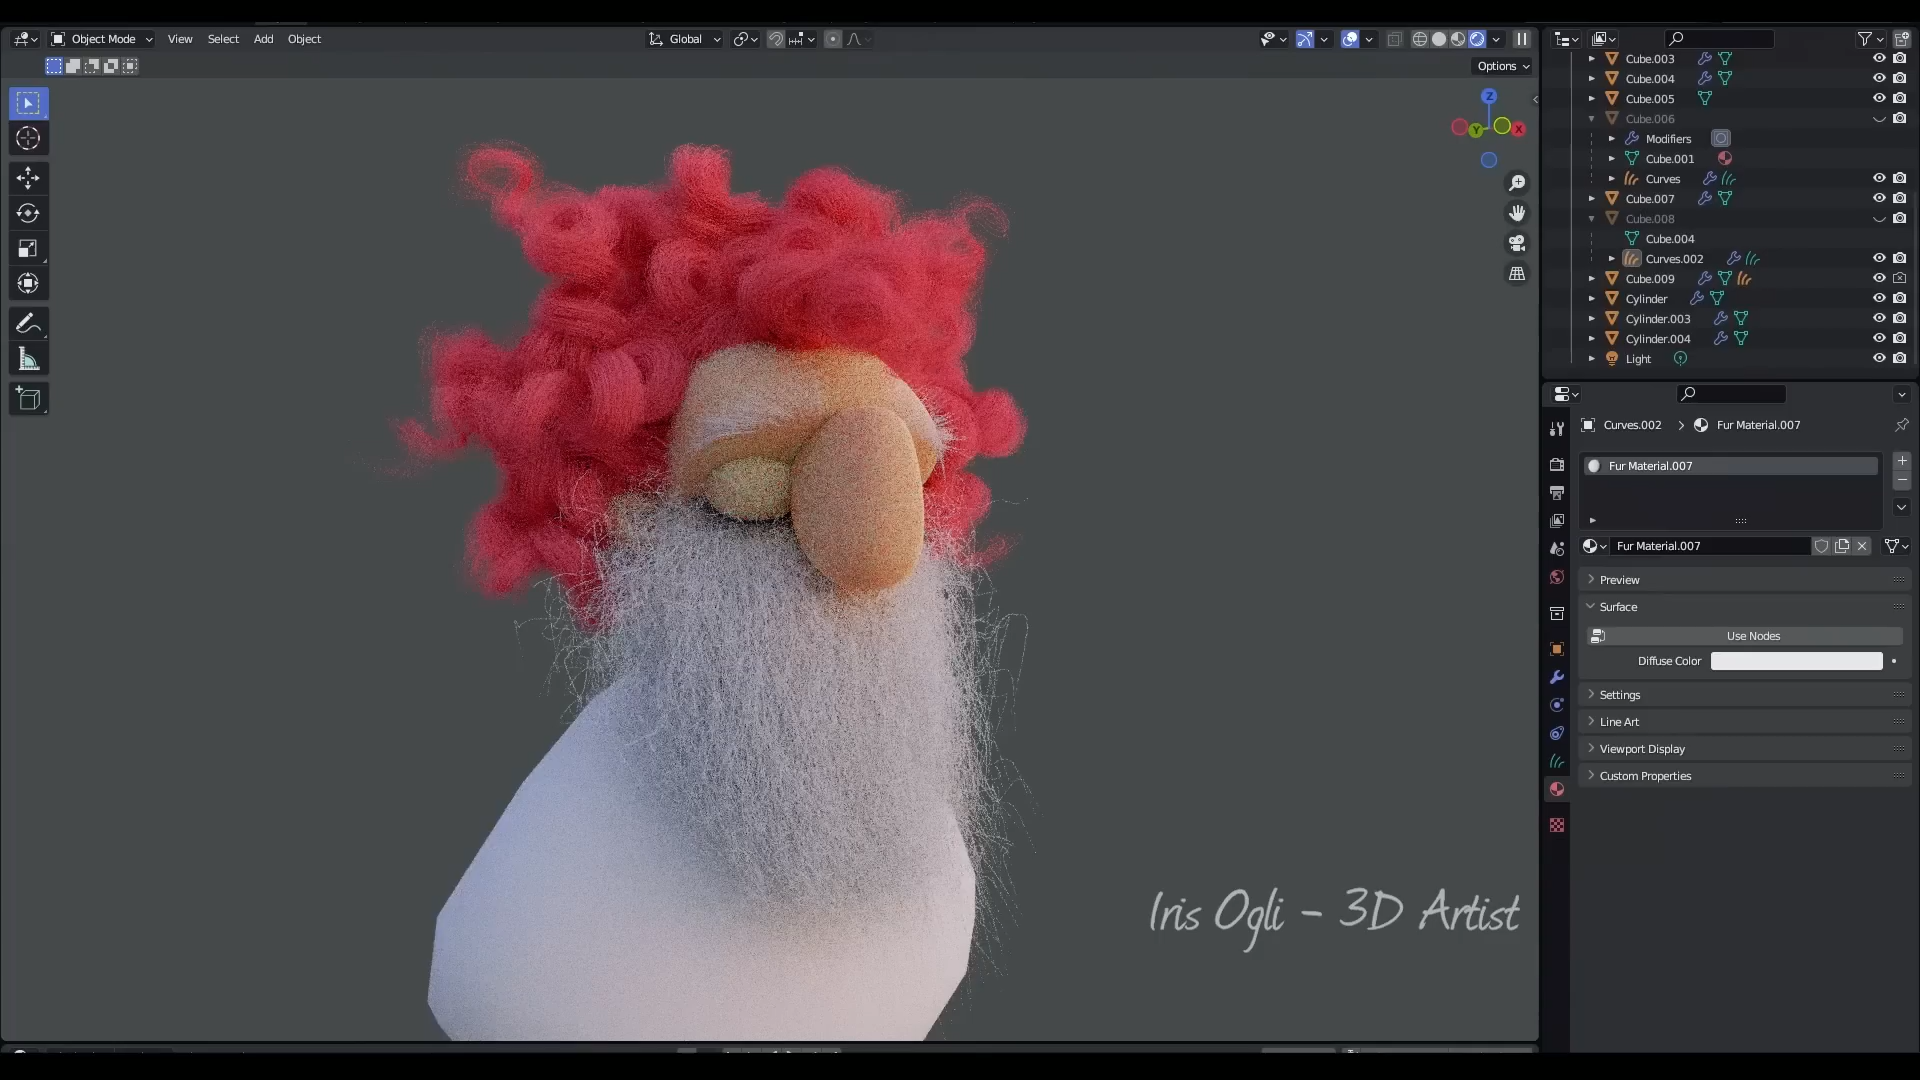 Object Mode View Select Add Object Global
Options
Z
Y X
Cube.003
Cube.004
Cube.005
Cube.006
Modifiers
Cube.001
Curves
Cube.007
Cube.008
Cube.004
Curves.002
Cube.009
Cylinder
Cylinder.003
Cylinder.004
Light
Curves.002 > Fur Material.007
Fur Material.007
Fur Material.007
Preview
Surface
Use Nodes
Diffuse Color
Settings
Line Art
Viewport Display
Custom Properties
Iris Ogli - 3D Artist